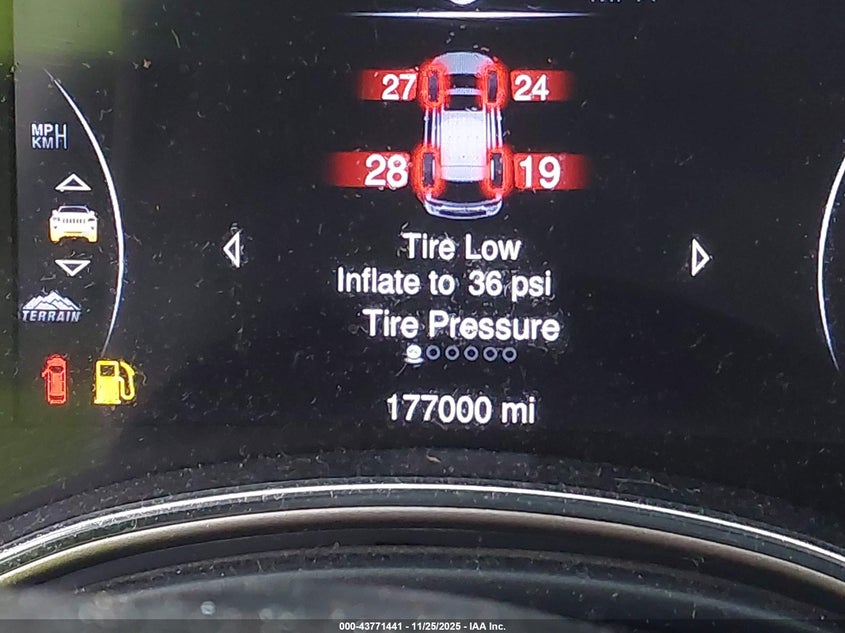 27 24
MPH
KM
28 19
Tire Low
Inflate to 36 psi
TERRAIN
Tire Pressure
177000 mi
000-43771441 - 11/25/2025 - IAA Inc.